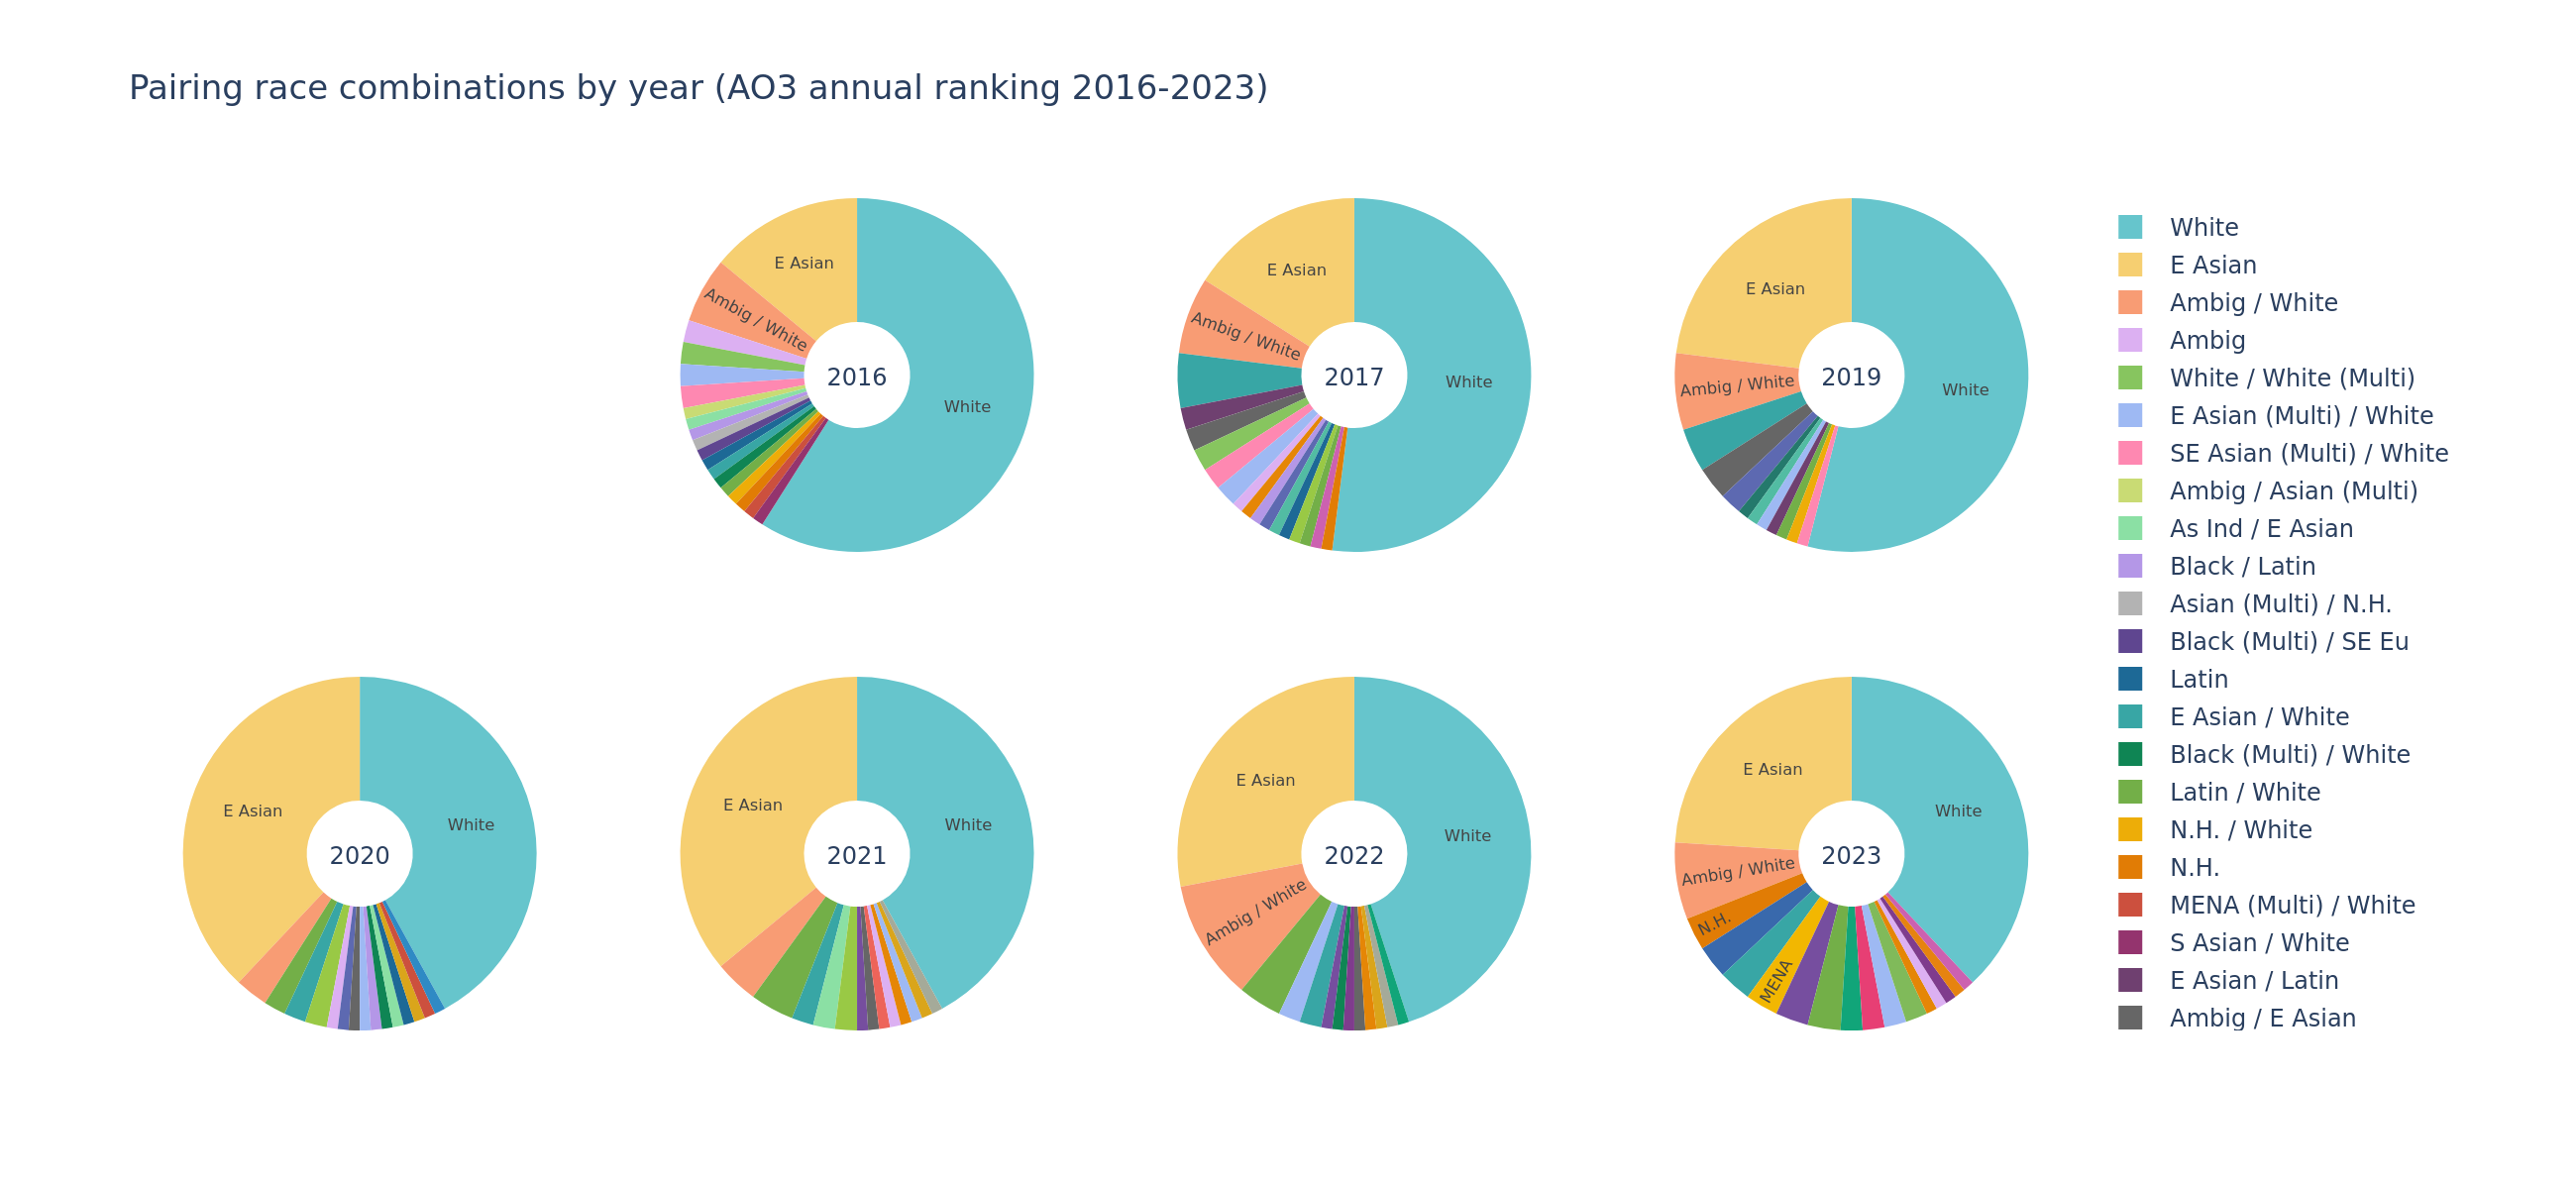 Pairing race combinations by year (AO3 annual ranking 2016-2023)
E Asian
Ambig / White
2016
White
E Asian
Ambig / White
2017
White
E Asian
Ambig / White
2019
White
E Asian
2020
White
E Asian
2021
White
E Asian
Ambig / White
2022
White
E Asian
Ambig / White
N.H.
MENA
2023
White
White
E Asian
Ambig / White
Ambig
White / White (Multi)
E Asian (Multi) / White
SE Asian (Multi) / White
Ambig / Asian (Multi)
As Ind / E Asian
Black / Latin
Asian (Multi) / N.H.
Black (Multi) / SE Eu
Latin
E Asian / White
Black (Multi) / White
Latin / White
N.H. / White
N.H.
MENA (Multi) / White
S Asian / White
E Asian / Latin
Ambig / E Asian